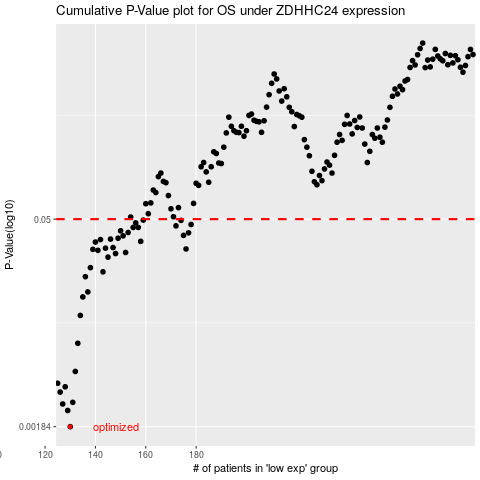 Cumulative P-Value plot for OS under ZDHHC24 expression
P-Value(log10)
0.05
0.00184
optimized
0 120 140 160 180
# of patients in 'low exp' group